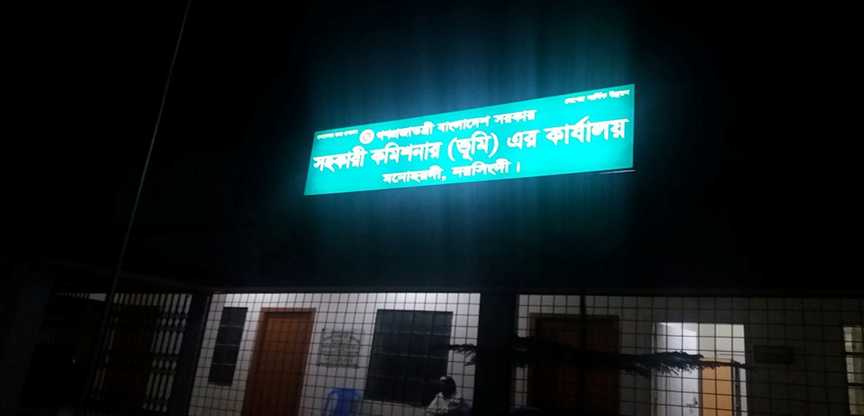 গণপ্রজাতন্ত্রী বাংলাদেশ সরকার
সহকারী কমিশনার (ভূমি) এর কার্যালয়
মনোহরদী, নরসিংদী।